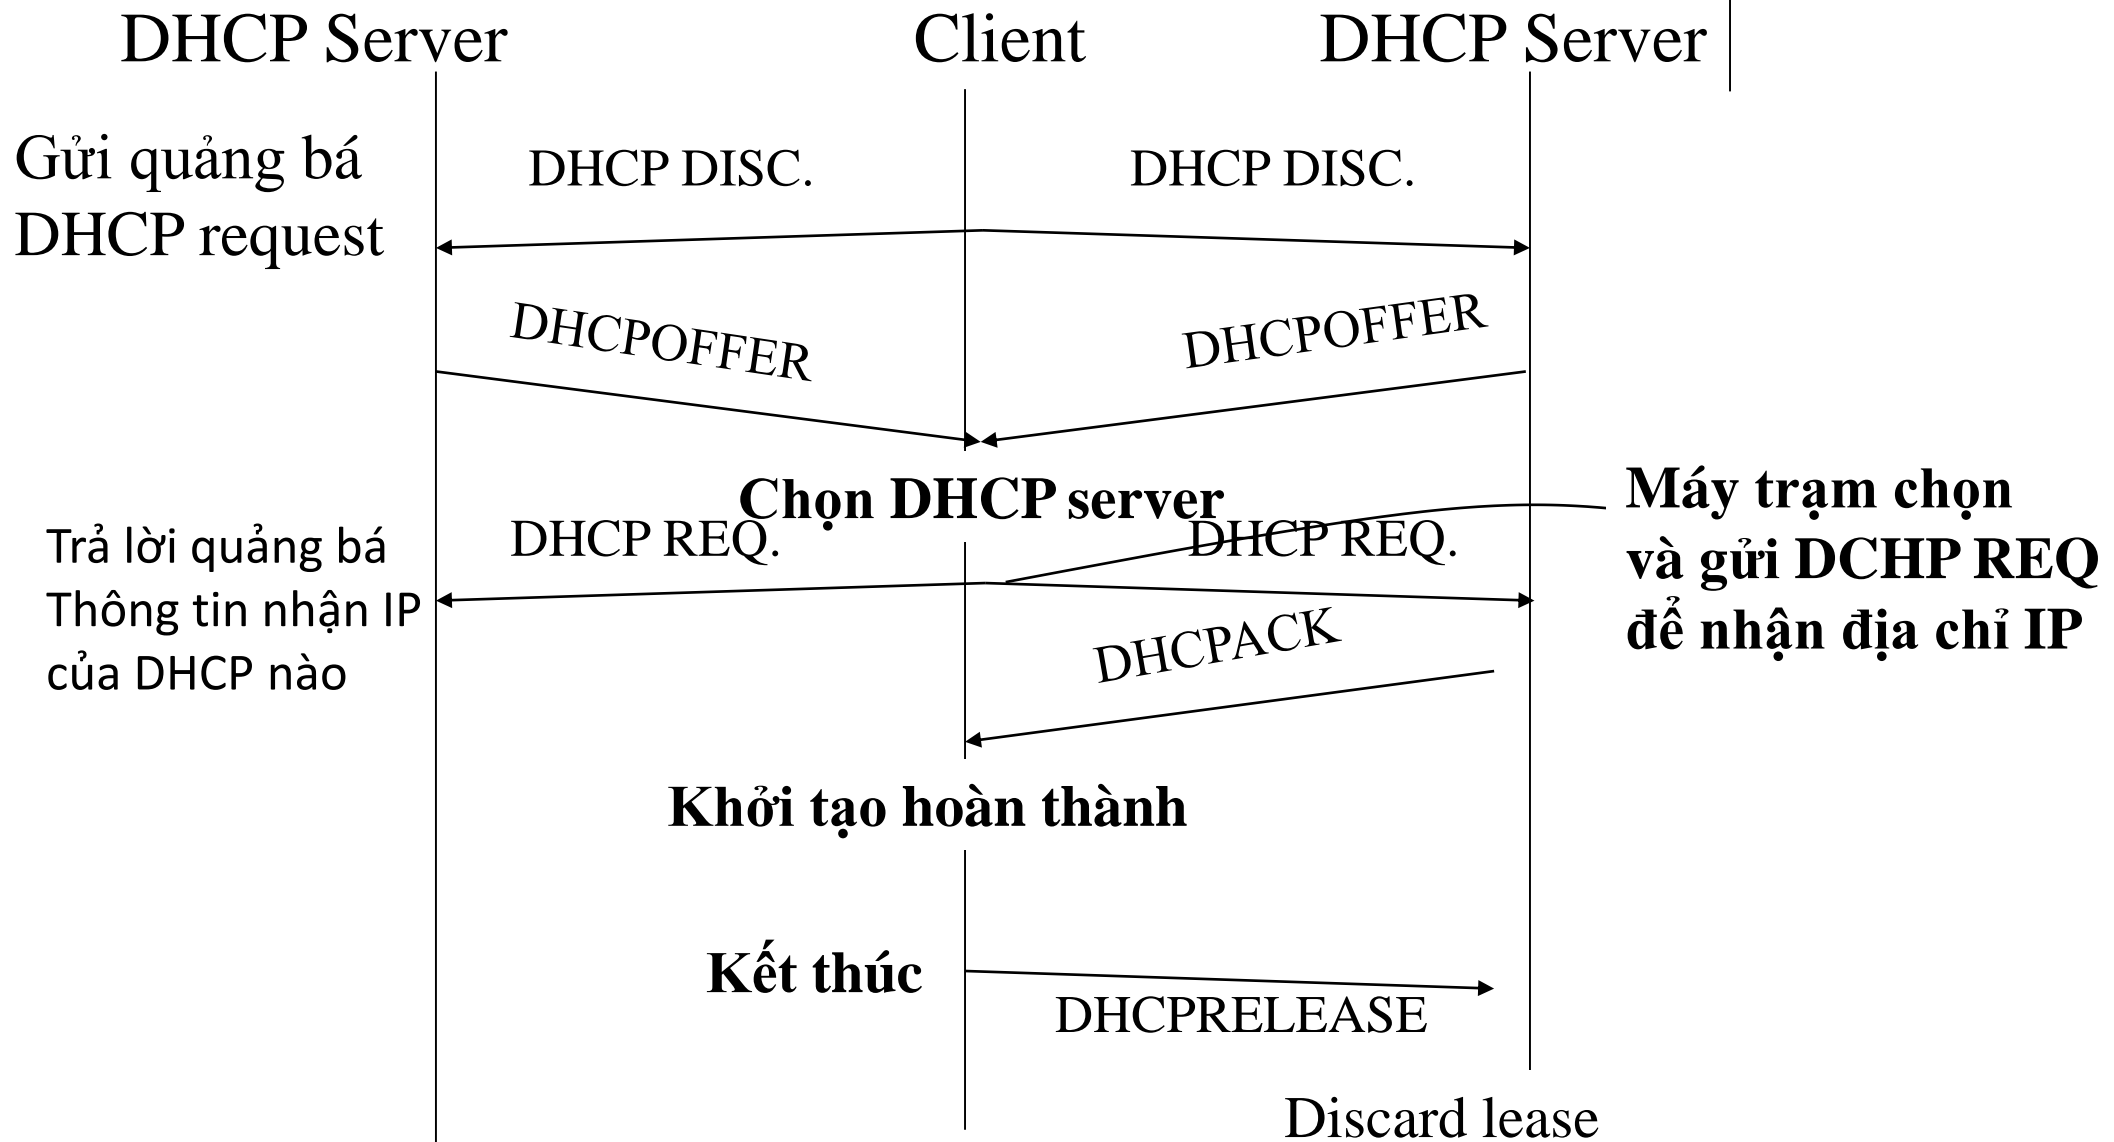 DHCP Server
Client
DHCP Server
Gửi quảng bá
DHCP request
DHCP DISC.
DHCP DISC.
DHCPOFFER
DHCPOFFER
Chọn DHCP server
DHCP REQ.
DHCP REQ.
Máy trạm chọn
và gửi DCHP REQ
để nhận địa chỉ IP
Trả lời quảng bá
Thông tin nhận IP
của DHCP nào
DHCPACK
Khởi tạo hoàn thành
Kết thúc
DHCPRELEASE
Discard lease